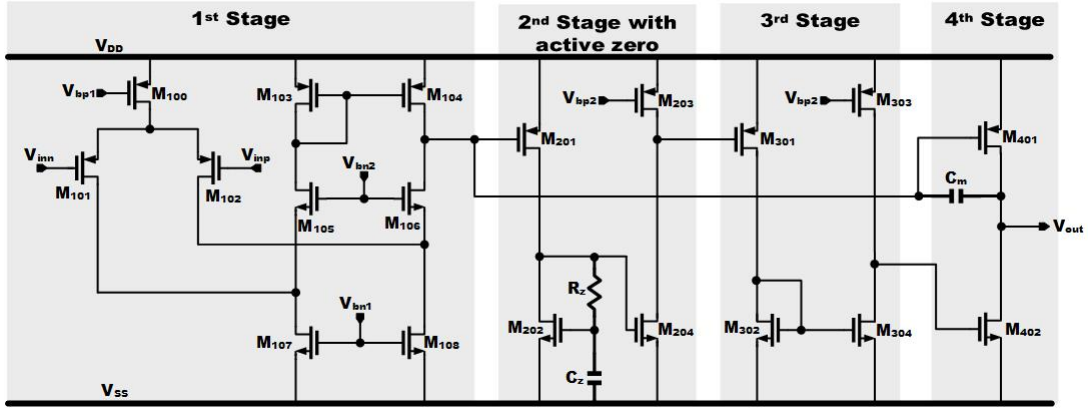 1st Stage
2nd Stage with
active zero
3rd Stage
4th Stage
VDD
Vbp1
M100
M103
M104
Vbp2
M203
Vbp2
M303
M201
M301
M401
Vinn
Vinp
M101
M102
Vbn2
Cm
M105
M106
Vout
Rz
Vbn1
M107
M108
M202
M204
M302
M304
M402
Cz
VSS